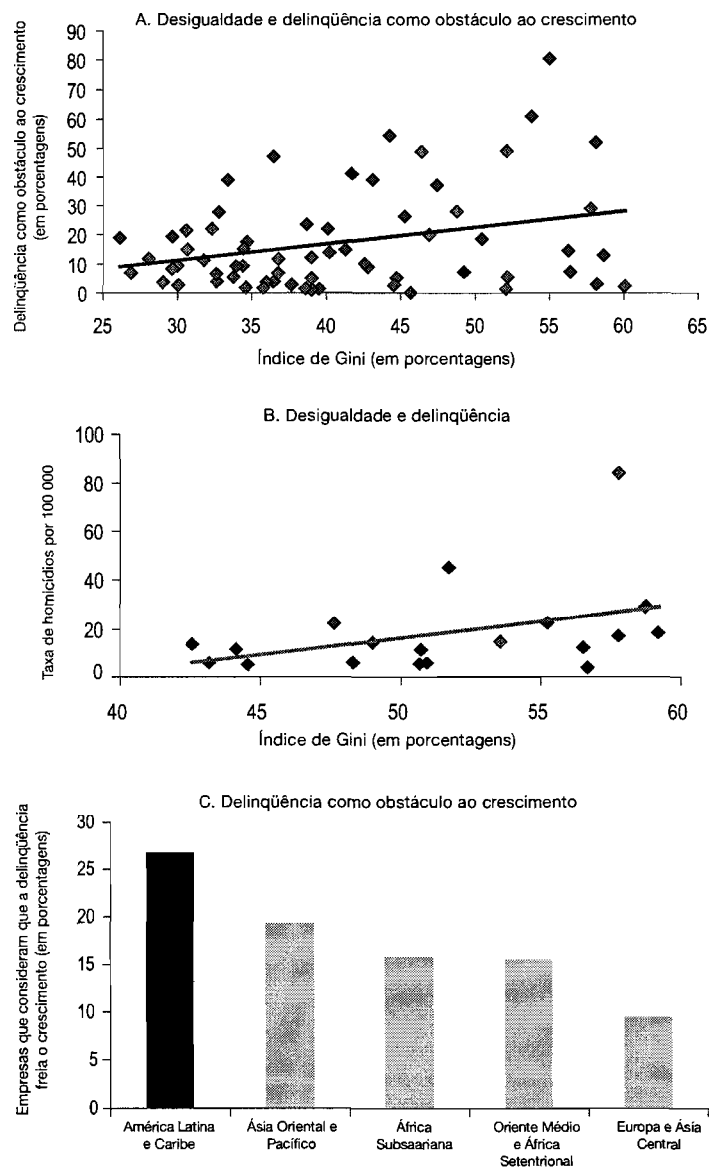 A. Desigualdade e delinqüência como obstáculo ao crescimento
Delinqüência como obstáculo ao crescimento
(em porcentagens)
90
80
70
60
50
40
30
20
10
0
25 30 35 40 45 50 55 60 65
Índice de Gini (em porcentagens)
B. Desigualdade e delinqüência
Taxa de homicídios por 100 000
100
80
60
40
20
0
40 45 50 55 60
Índice de Gini (em porcentagens)
C. Delinqüência como obstáculo ao crescimento
Empresas que consideram que a delinqüência
freia o crescimento (em porcentagens)
30
25
20
15
10
5
0
América Latina
e Caribe
Ásia Oriental e
Pacífico
África
Subsaariana
Oriente Médio
e África
Setentrional
Europa e Ásia
Central